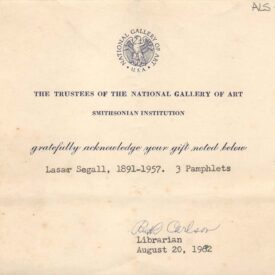 ALS
NATIONAL GALLERY OF ART
U.S.A.
THE TRUSTEES OF THE NATIONAL GALLERY OF ART
SMITHSONIAN INSTITUTION
gratefully acknowledge your gift noted below
Lasar Segall, 1891-1957. 3 Pamphlets
Carlson
Librarian
August 20, 1962